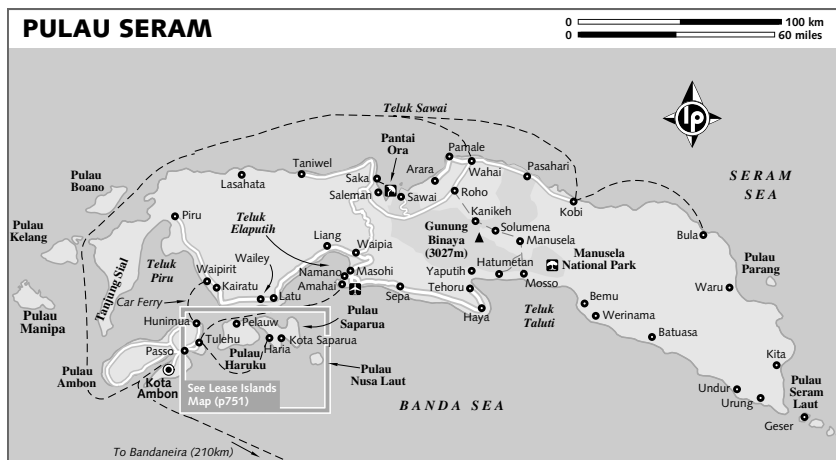 PULAU SERAM
0 100 km
0 60 miles
lp
Teluk Sawai
Pantai
Ora
Pamale
Wahai
Arara
Pasahari
Taniwel
Saka
Lasahata
Saleman
Sawai
Roho
Kobi
SERAM
SEA
Pulau
Boano
Piru
Teluk
Elaputih
Kanikeh
Gunung
Binaya
(3027m)
Solumena
Manusela
Bula
Pulau
Kelang
Liang
Waipia
Manusela
National Park
Pulau
Parang
Tanjung Sial
Teluk
Piru
Waipirit
Wailey
Namano
Masohi
Yaputih
Hatumetan
Mosso
Waru
Kairatu
Amahai
Tehoru
Car Ferry
Latu
Sepa
Haya
Teluk
Taluti
Bemu
Werinama
Pulau
Manipa
Hunimua
Pelauw
Pulau
Saparua
Batuasa
Passo
Tulehu
Pulau
Haruku
Haria
Kota Saparua
Kita
Pulau
Ambon
Kota
Ambon
Pulau
Nusa Laut
See Lease Islands
Map (p751)
BANDA SEA
Undur
Urung
Pulau
Seram
Laut
Geser
To Bandaneira (210km)